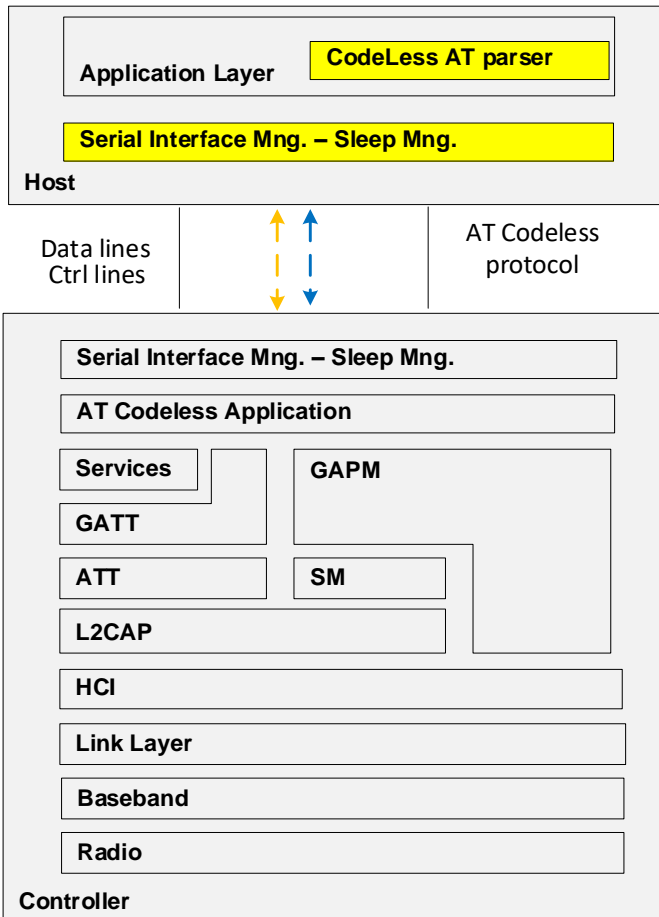 CodeLess AT parser
Application Layer
Serial Interface Mng. – Sleep Mng.
Host
Data lines
Ctrl lines
AT Codeless
protocol
Serial Interface Mng. – Sleep Mng.
AT Codeless Application
Services
GAPM
GATT
ATT
SM
L2CAP
HCI
Link Layer
Baseband
Radio
Controller